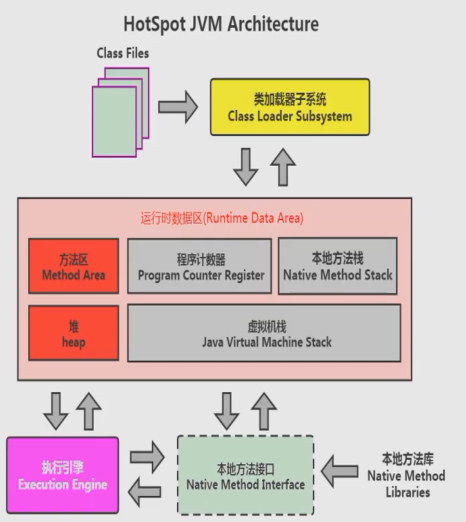 HotSpot JVM Architecture
Class Files
类加载器子系统
Class Loader Subsystem
运行时数据区(Runtime Data Area)
方法区
Method Area
程序计数器
Program Counter Register
本地方法栈
Native Method Stack
堆
heap
虚拟机栈
Java Virtual Machine Stack
执行引擎
Execution Engine
本地方法接口
Native Method Interface
本地方法库
Native Method
Libraries